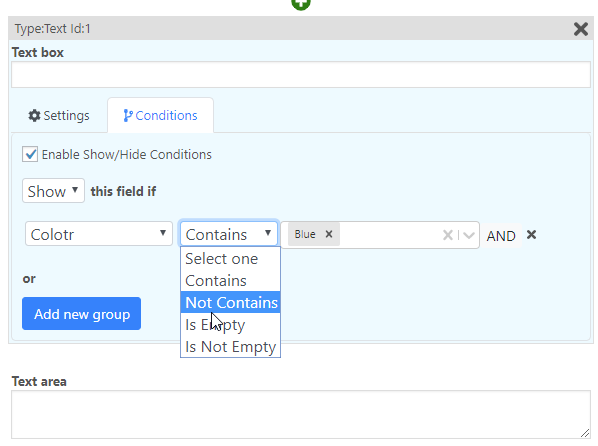 Type:Text Id:1
Text box
Settings Conditions
Enable Show/Hide Conditions
Show this field if
Colotr Contains Blue AND
Select one
Contains
Not Contains
Is Empty
Is Not Empty
or
Add new group
Text area